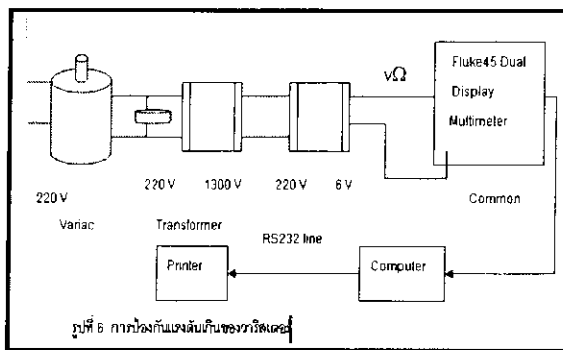 Fluke45 Dual
Display
Multimeter
VΩ
220 V
220 V 1300 V 220 V 6 V
Common
Variac
Transformer
RS232 line
Printer
Computer
รูปที่ 6 การป้องกันแรงดันเกินของวาริสเตอร์